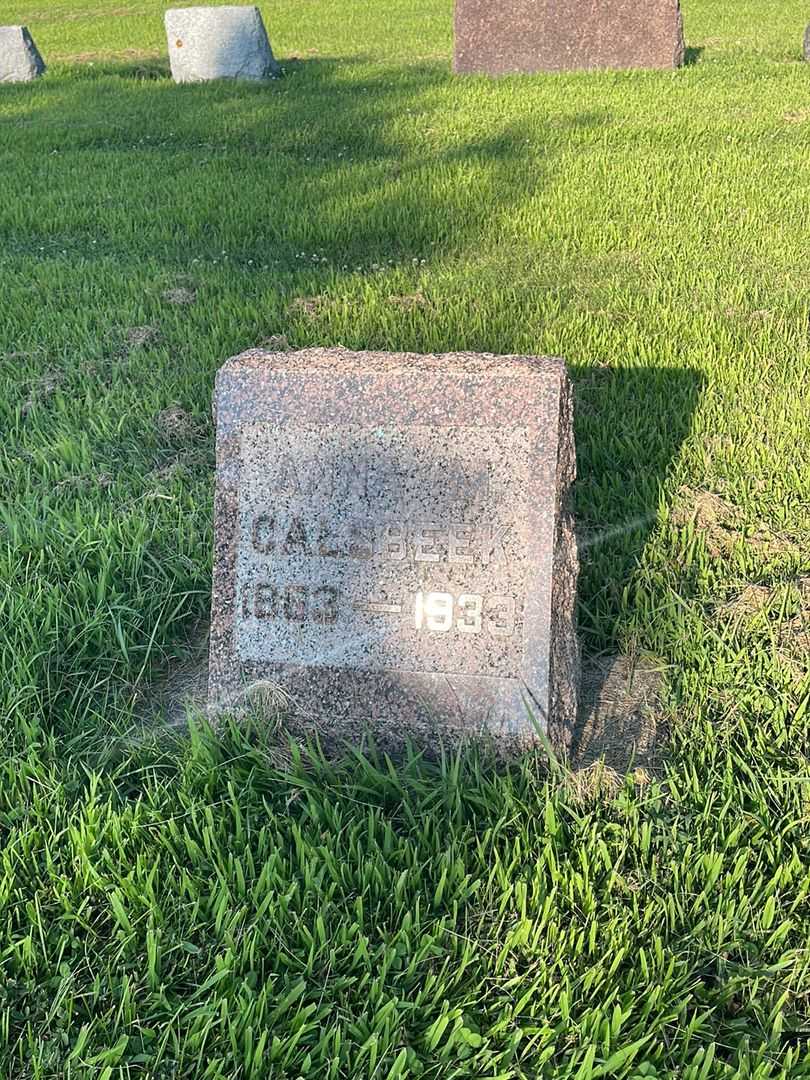 M.
CALSBEEK
1863 — 1933